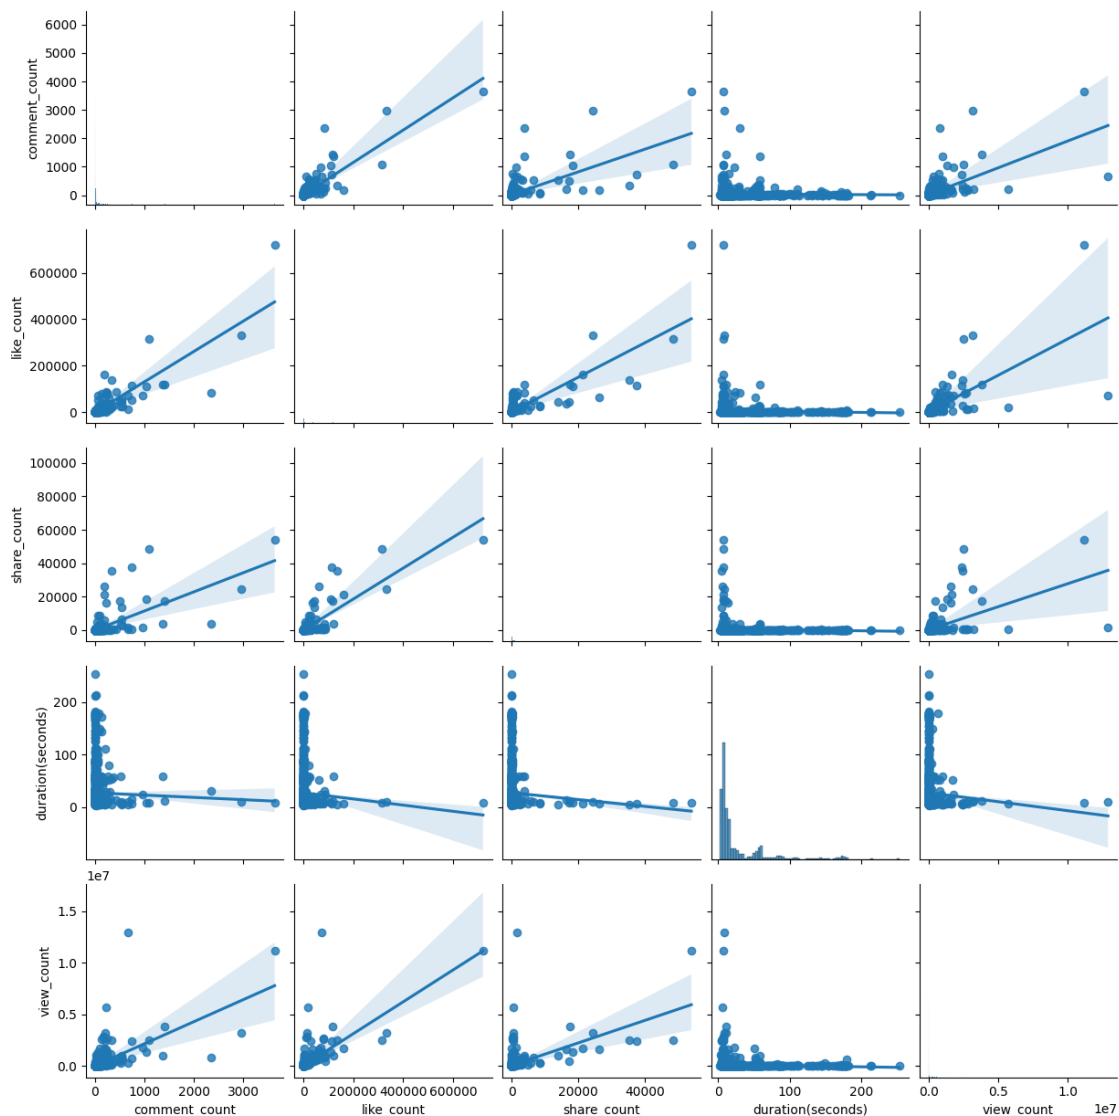 6000
5000
4000
3000
2000
1000
0
comment_count
600000
400000
200000
0
like_count
100000
80000
60000
40000
20000
0
share_count
200
100
0
duration(seconds)
1e7
1.5
1.0
0.5
0.0
view_count
0 1000 2000 3000
comment_count
0 200000 400000 600000
like_count
0 20000 40000
share_count
0 100 200
duration(seconds)
0.0 0.5 1.0
1e7
view_count